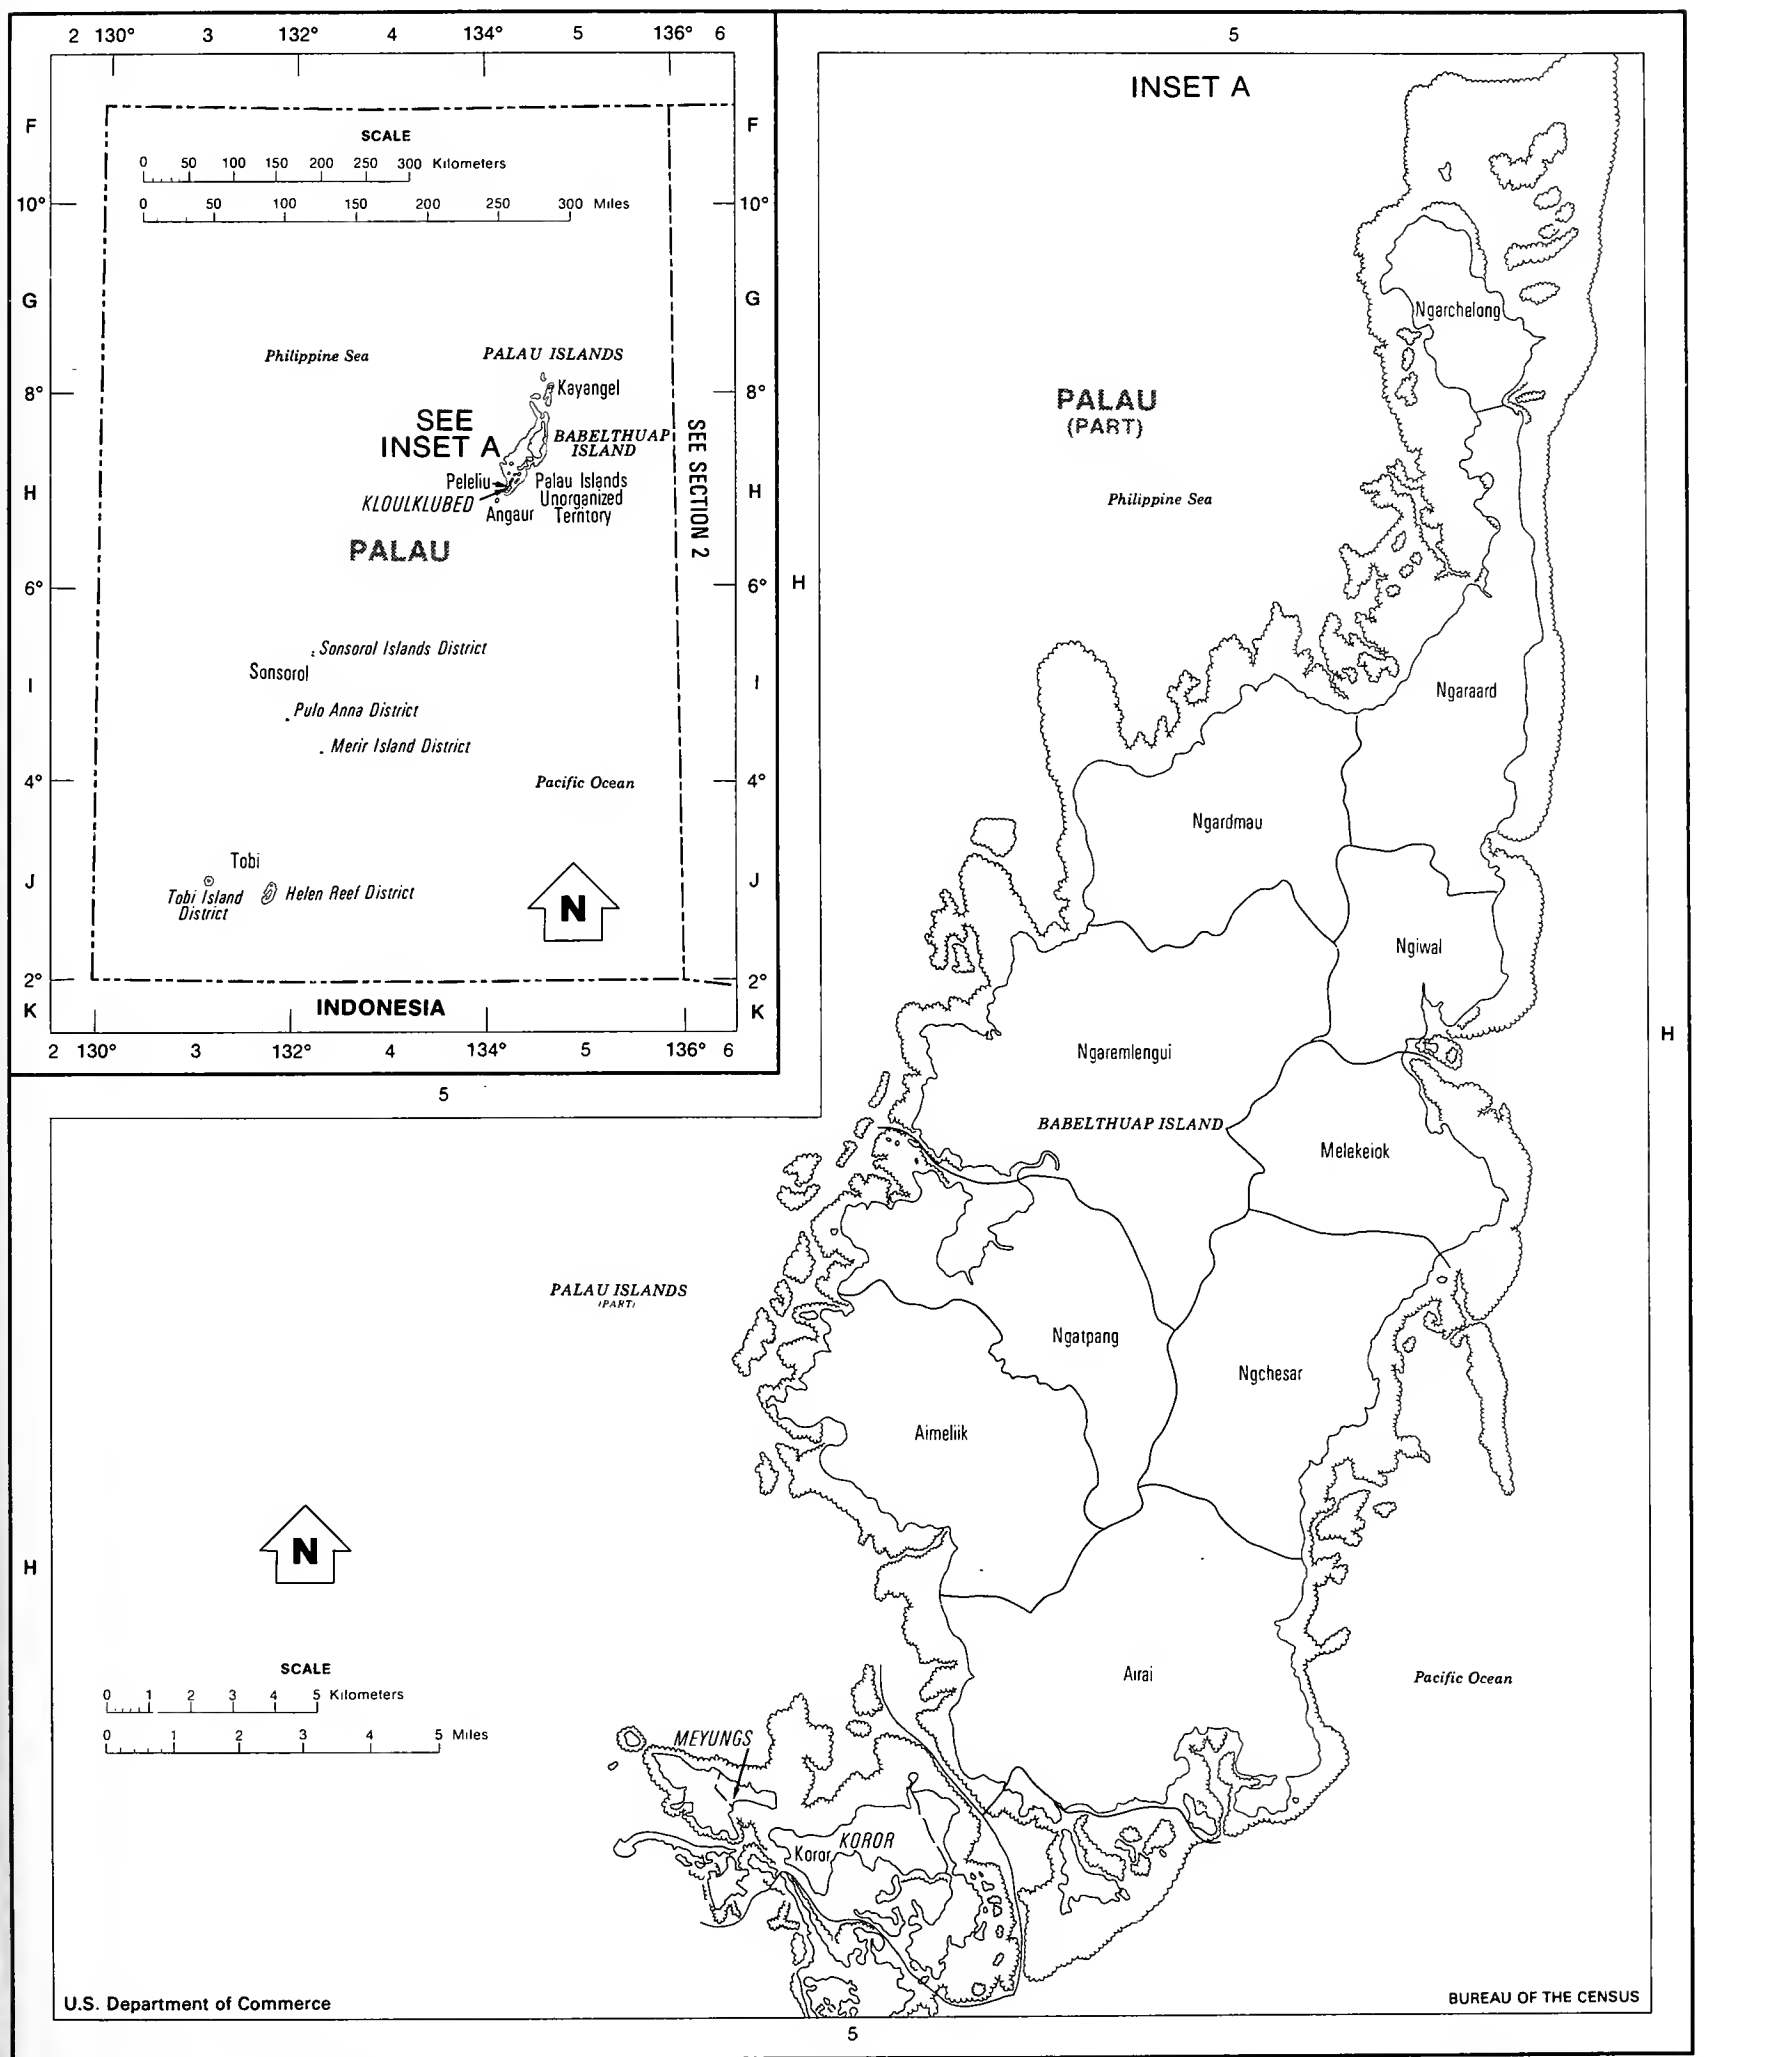 2 130° 3 132° 4 134° 5 136° 6
5
INSET A
F
F
SCALE
0 50 100 150 200 250 300 Kilometers
0 50 100 150 200 250 300 Miles
10°
10°
G
G
Ngarchelong
Philippine Sea
PALAU ISLANDS
Kayangel
8°
8°
PALAU
(PART)
SEE
INSET A
BABELTHUAP
ISLAND
SEE SECTION 2
Peleliu
Palau Islands
Unorganized
Territory
KLOULKLUBED
Angaur
H
H
Philippine Sea
PALAU
6°
6°
H
Sonsorol Islands District
Sonsorol
I
I
Ngaraard
Pulo Anna District
Merir Island District
4°
4°
Pacific Ocean
Ngardmau
Tobi
J
J
Tobi Island
District
Helen Reef District
N
Ngiwal
2°
2°
K
INDONESIA
K
H
2 130° 3 132° 4 134° 5 136° 6
Ngaremlengui
5
BABELTHUAP ISLAND
Melekeiok
PALAU ISLANDS
(PART)
Ngatpang
Ngchesar
Aimeliik
N
H
SCALE
0 1 2 3 4 5 Kilometers
0 1 2 3 4 5 Miles
Airai
Pacific Ocean
MEYUNGS
KOROR
Koror
U.S. Department of Commerce
BUREAU OF THE CENSUS
5